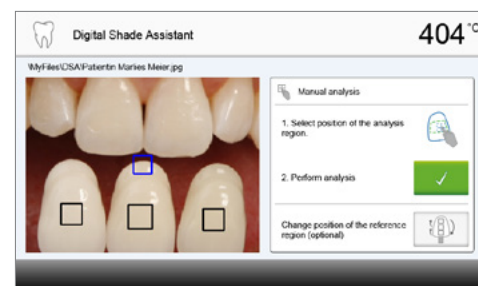 Digital Shade Assistant
404 °C
\MyFiles\DSA\Patientin Marlies Meier.jpg
Manual analysis
1. Select position of the analysis
region.
2. Perform analysis
Change position of the reference
region (optional)